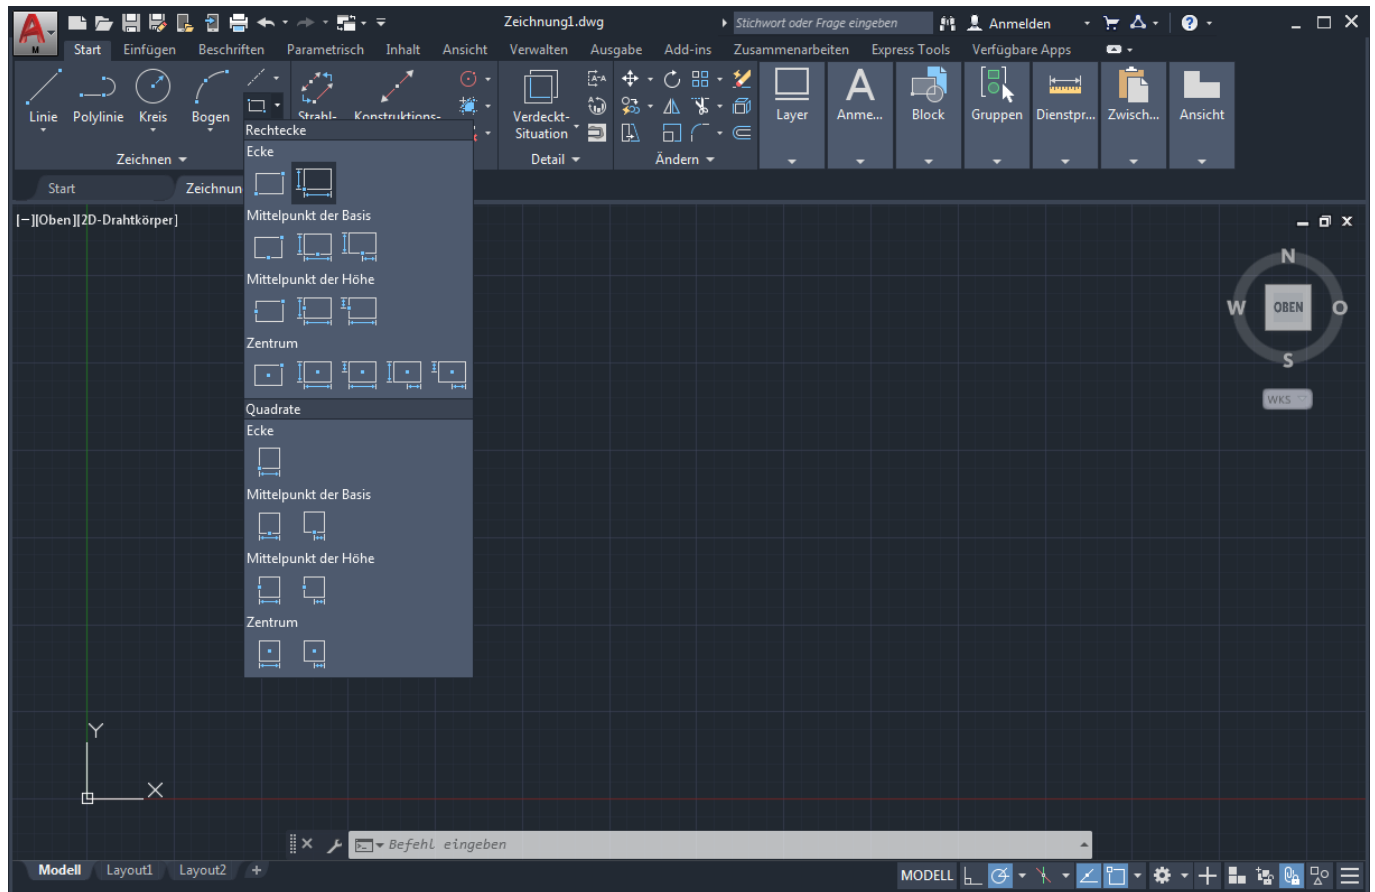 Zeichnung1.dwg
Stichwort oder Frage eingeben
Anmelden
M
Start Einfügen Beschriften Parametrisch Inhalt Ansicht Verwalten Ausgabe Add-ins Zusammenarbeiten Express Tools Verfügbare Apps
Linie Polylinie Kreis Bogen Strahl- Konstruktions- Verdeckt-
Situation
Layer Anme... Block Gruppen Dienstpr... Zwisch... Ansicht
Zeichnen Detail Ändern
Start Zeichnun
[−][Oben][2D-Drahtkörper]
Rechtecke
Ecke
Mittelpunkt der Basis
Mittelpunkt der Höhe
Zentrum
Quadrate
Ecke
Mittelpunkt der Basis
Mittelpunkt der Höhe
Zentrum
N
W OBEN O
S
WKS
Y
X
Befehl eingeben
Modell Layout1 Layout2 +
MODELL